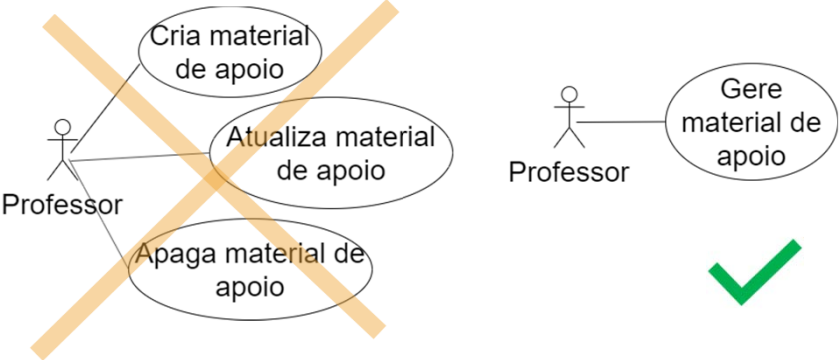 Cria material
de apoio
Atualiza material
de apoio
Professor
Apaga material de
apoio
Gere
material de
apoio
Professor